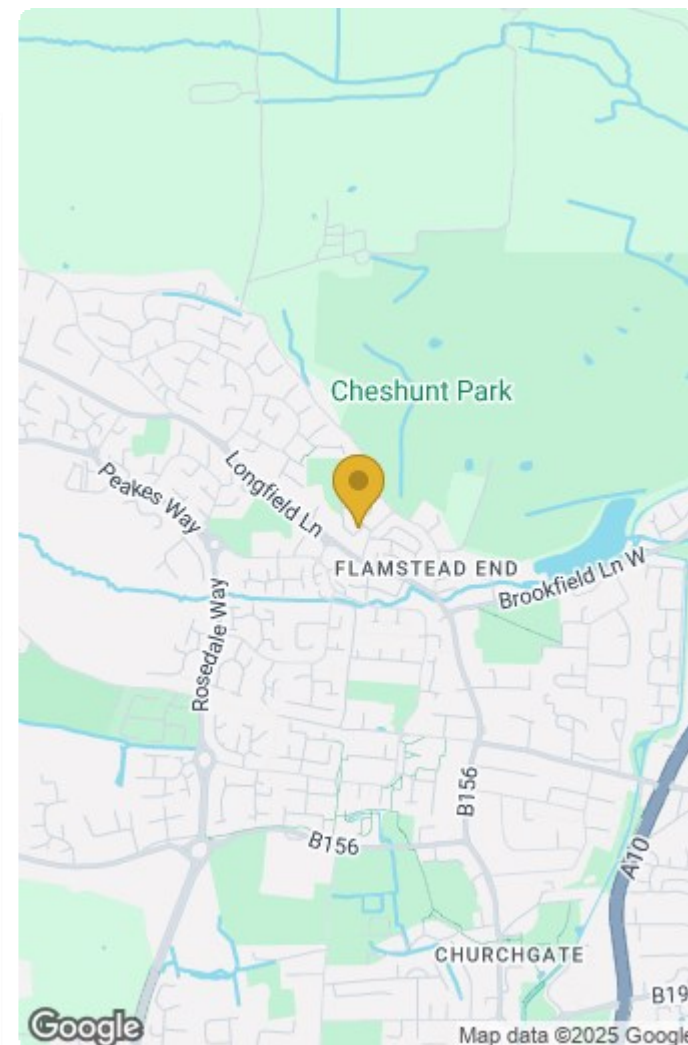 Cheshunt Park
Longfield Ln
Peakes Way
FLAMSTEAD END
Brookfield Ln W
Rosedale Way
B156
B156
A10
CHURCHGATE
B19
Google
Map data ©2025 Google